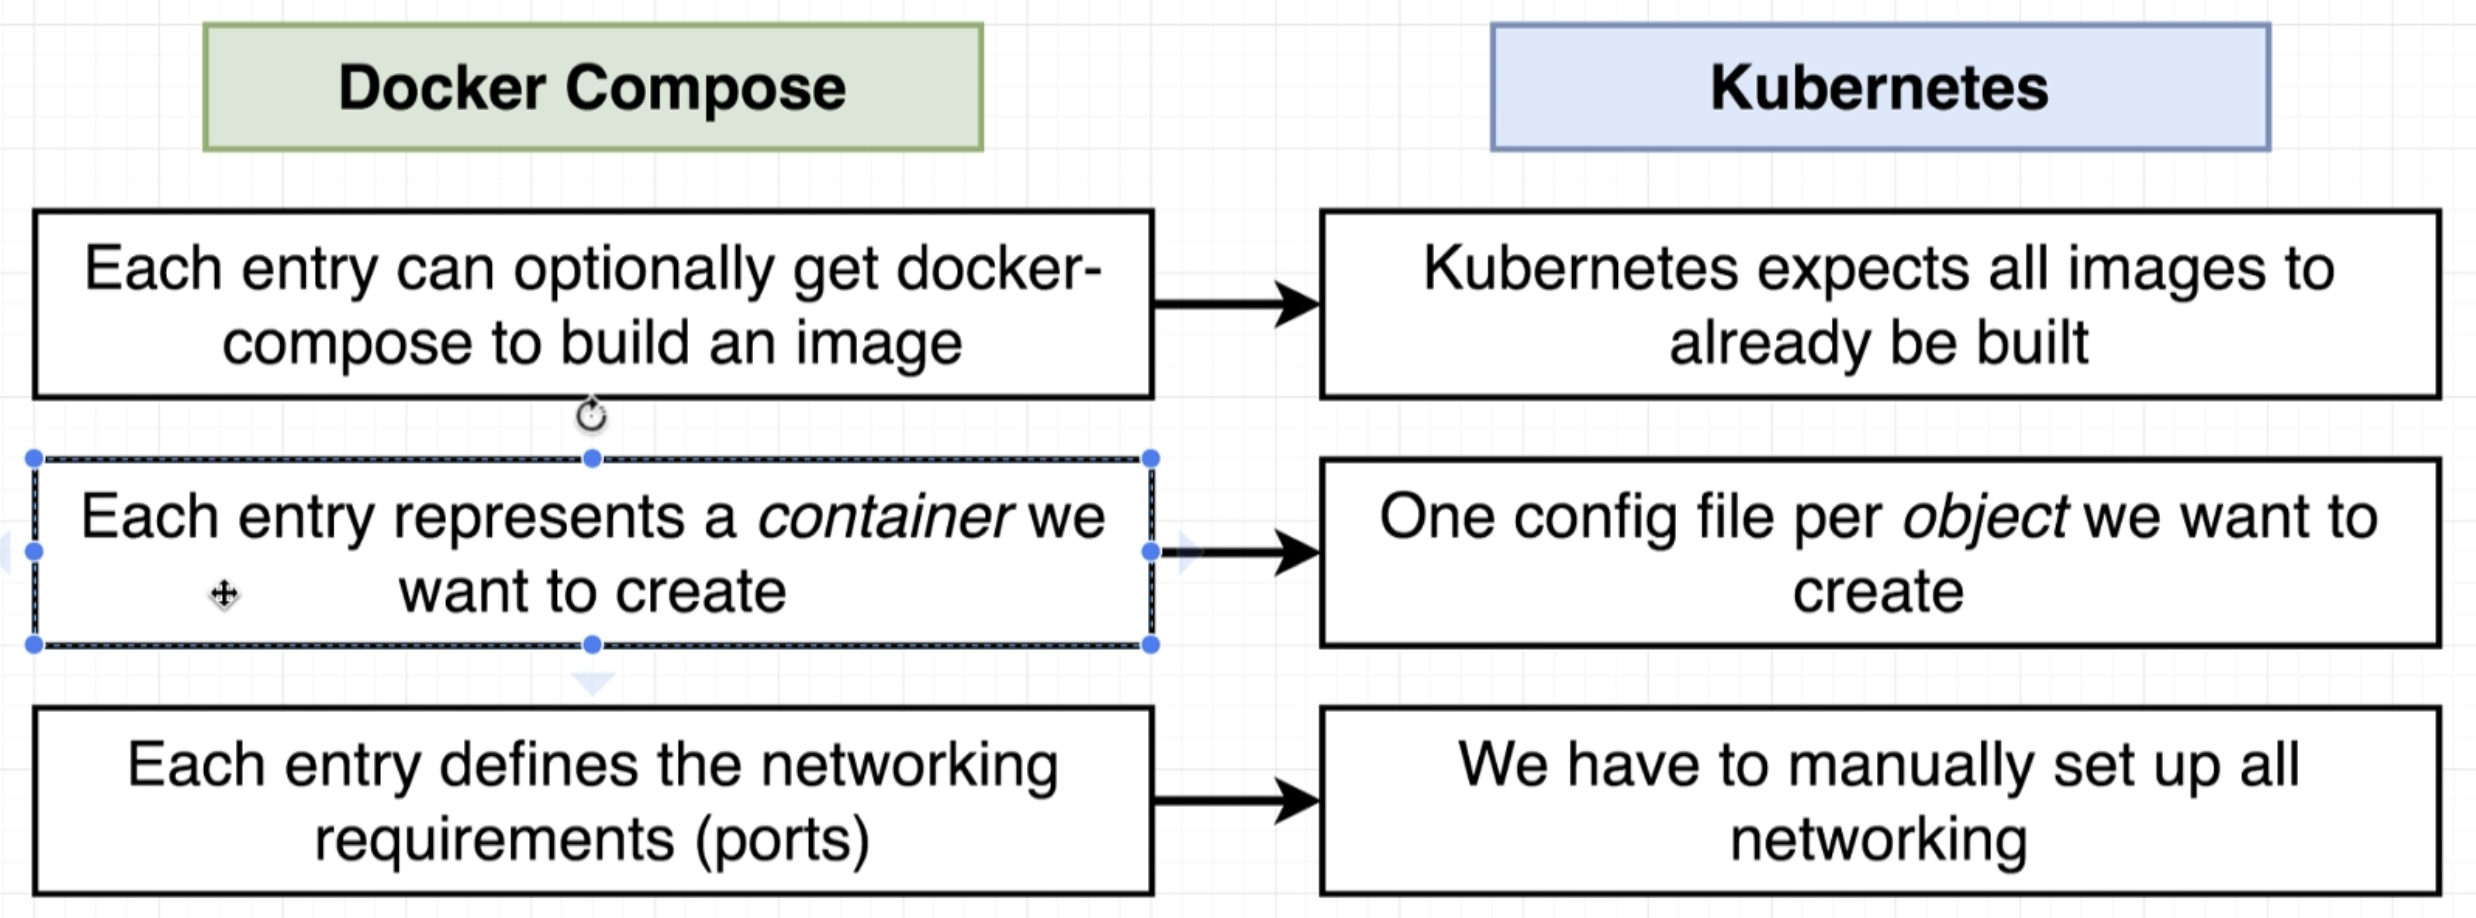 Docker Compose
Kubernetes
Each entry can optionally get docker-
compose to build an image
Kubernetes expects all images to
already be built
Each entry represents a container we
want to create
One config file per object we want to
create
Each entry defines the networking
requirements (ports)
We have to manually set up all
networking